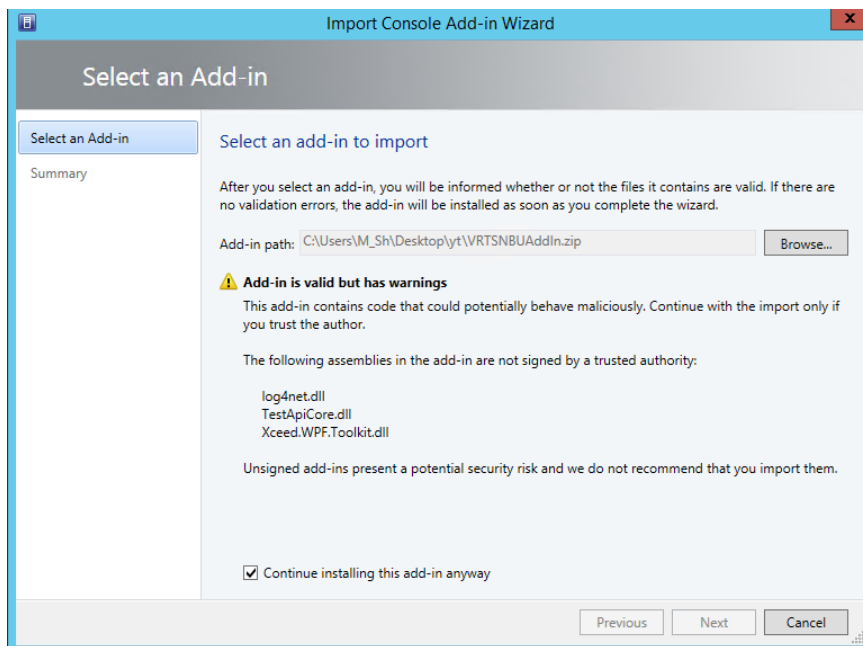 Import Console Add-in Wizard
x
Select an Add-in
Select an Add-in
Summary
Select an add-in to import
After you select an add-in, you will be informed whether or not the files it contains are valid. If there are
no validation errors, the add-in will be installed as soon as you complete the wizard.
Add-in path: C:\Users\M_Sh\Desktop\yt\VRTSNBUAddIn.zip Browse...
Add-in is valid but has warnings
This add-in contains code that could potentially behave maliciously. Continue with the import only if
you trust the author.
The following assemblies in the add-in are not signed by a trusted authority:
log4net.dll
TestApiCore.dll
Xceed.WPF.Toolkit.dll
Unsigned add-ins present a potential security risk and we do not recommend that you import them.
Continue installing this add-in anyway
Previous Next Cancel